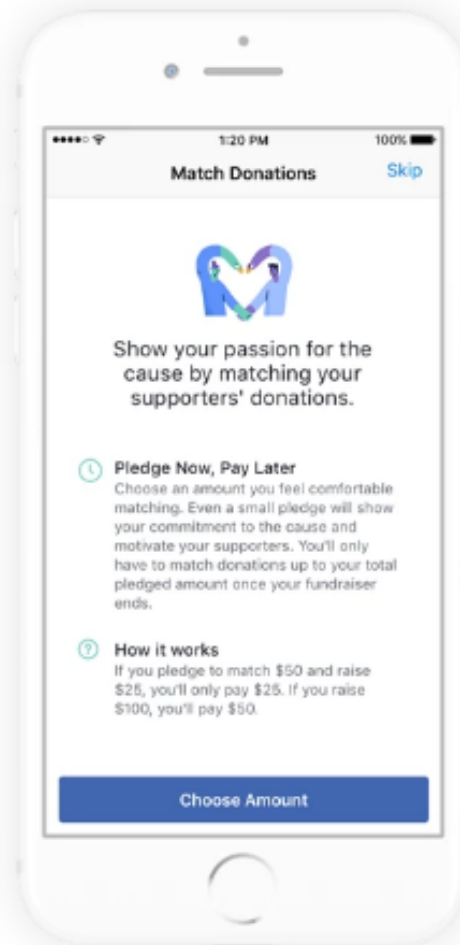 1:20 PM
100%
Match Donations
Skip
Show your passion for the
cause by matching your
supporters' donations.
Pledge Now, Pay Later
Choose an amount you feel comfortable
matching. Even a small pledge will show
your commitment to the cause and
motivate your supporters. You'll only
have to match donations up to your total
pledged amount once your fundraiser
ends.
How it works
If you pledge to match $50 and raise
$25, you'll only pay $25. If you raise
$100, you'll pay $50.
Choose Amount